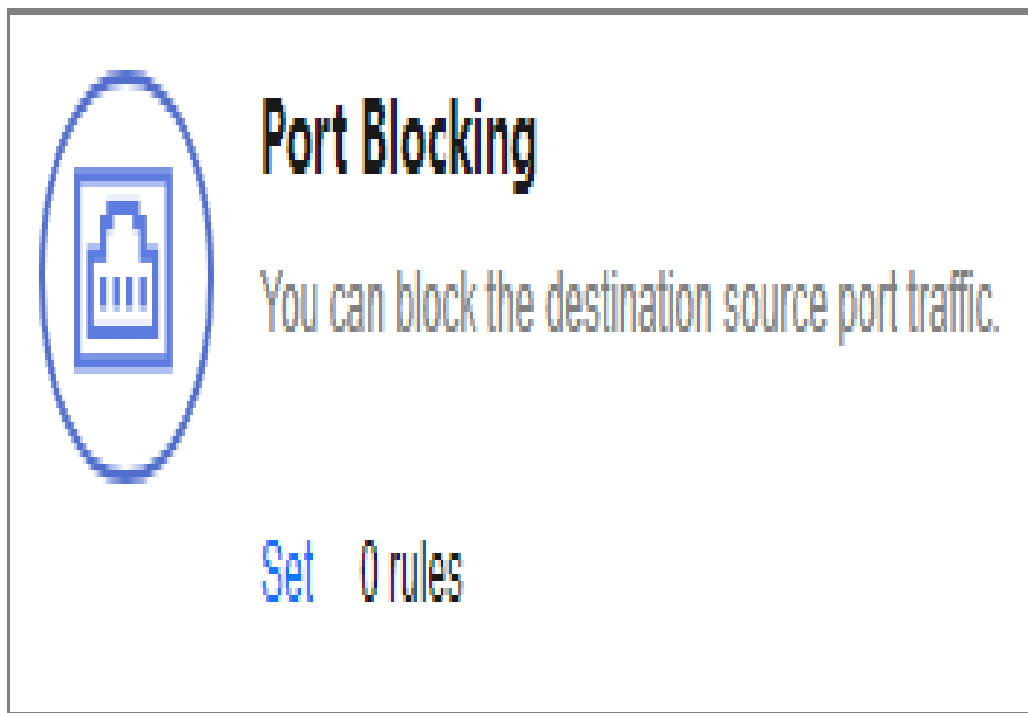 Port Blocking
You can block the destination source port traffic.
Set 0 rules